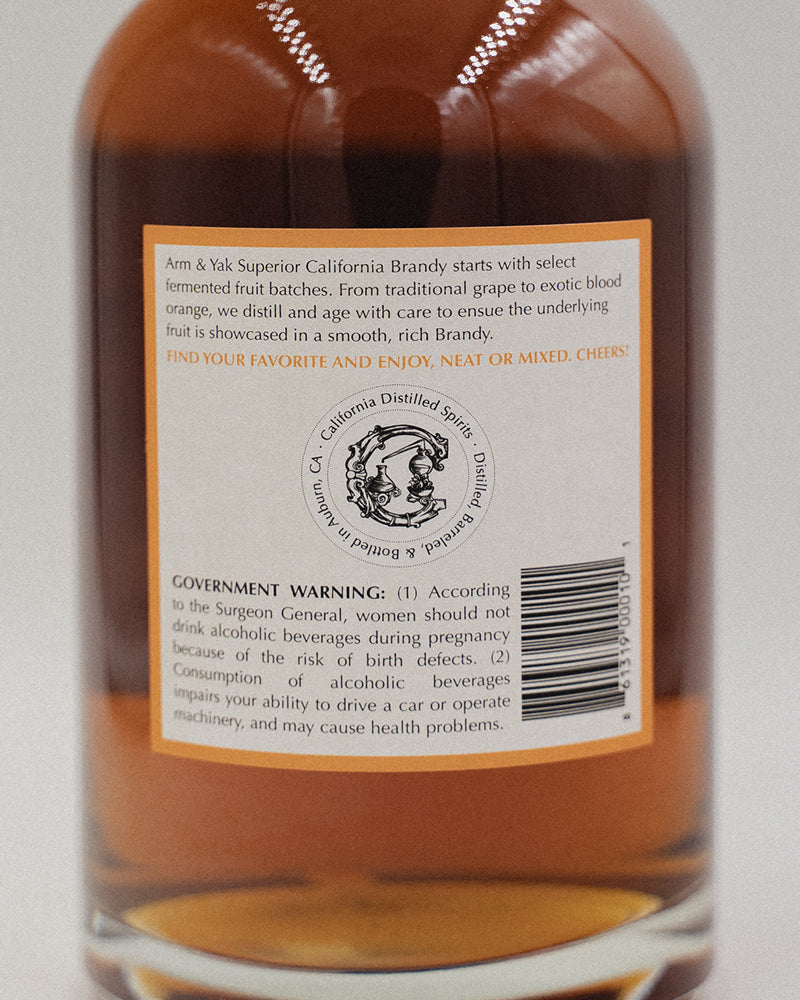 Arm & Yak Superior California Brandy starts with select
fermented fruit batches. From traditional grape to exotic blood
orange, we distill and age with care to ensue the underlying
fruit is showcased in a smooth, rich Brandy.
FIND YOUR FAVORITE AND ENJOY, NEAT OR MIXED. CHEERS!
· California Distilled Spirits · Distilled, Barreled, & Bottled in Auburn, CA
GOVERNMENT WARNING: (1) According
to the Surgeon General, women should not
drink alcoholic beverages during pregnancy
because of the risk of birth defects. (2)
Consumption of alcoholic beverages
impairs your ability to drive a car or operate
machinery, and may cause health problems.
8 61319 00010 1